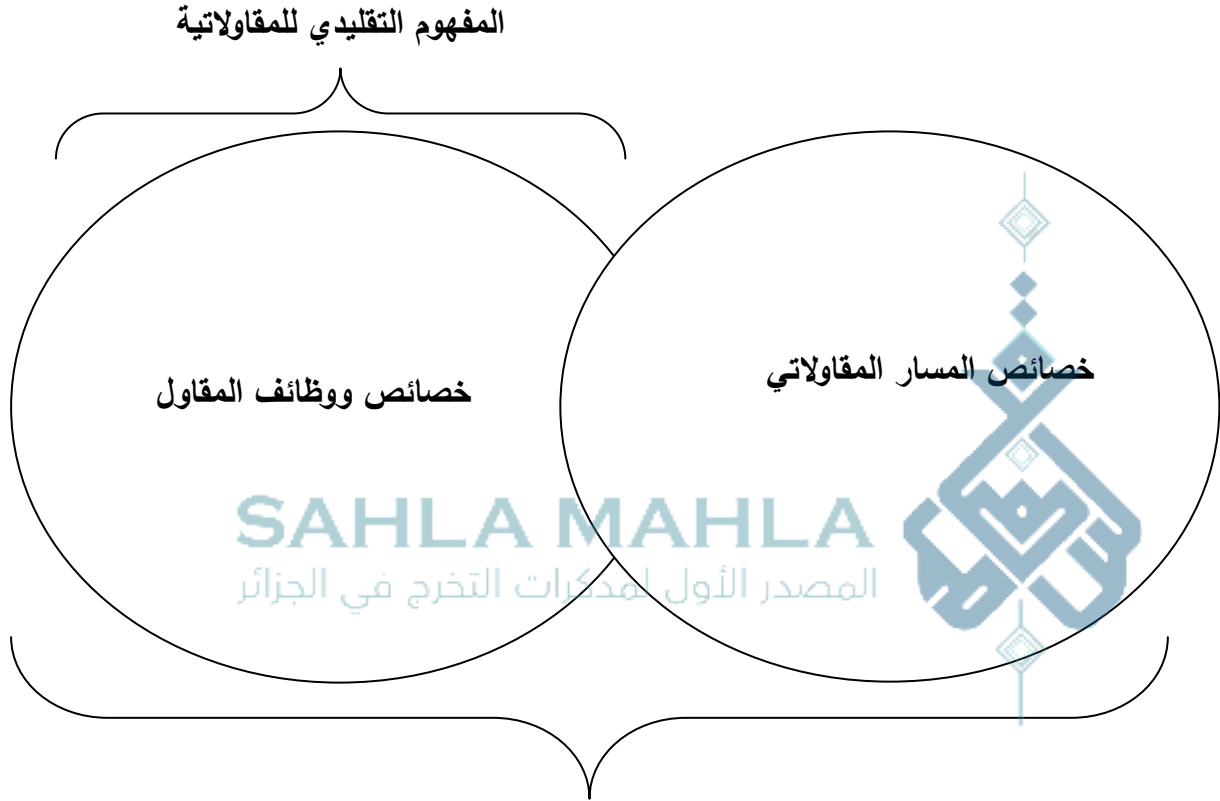 المفهوم التقليدي للمقاولاتية
خصائص المسار المقاولاتي
خصائص ووظائف المقاول
SAHLA MAHLA
المصدر الأول لمذكرات التخرج في الجزائر